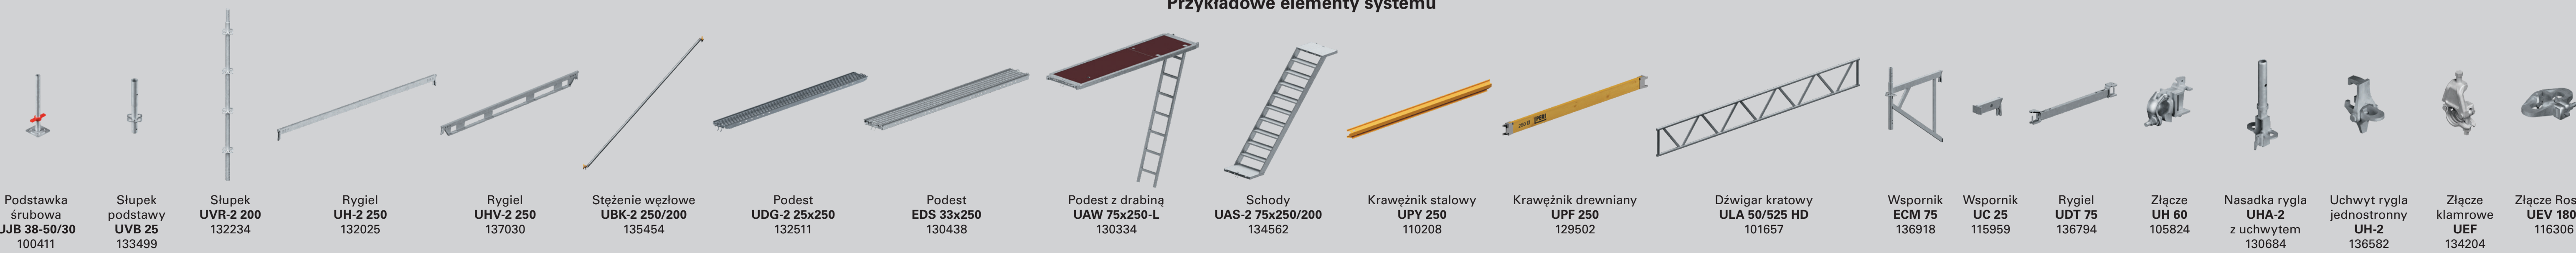 Przykładowe elementy systemu
Podstawka
śrubowa
UJB 38-50/30
100411
Słupek
podstawy
UVB 25
133499
Słupek
UVR-2 200
132234
Rygiel
UH-2 250
132025
Rygiel
UHV-2 250
137030
Stężenie węzłowe
UBK-2 250/200
135454
Podest
UDG-2 25x250
132511
Podest
EDS 33x250
130438
Podest z drabiną
UAW 75x250-L
130334
Schody
UAS-2 75x250/200
134562
Krawężnik stalowy
UPY 250
110208
Krawężnik drewniany
UPF 250
129502
Dźwigar kratowy
ULA 50/525 HD
101657
Wspornik
ECM 75
136918
Wspornik
UC 25
115959
Rygiel
UDT 75
136794
Złącze
UH 60
105824
Nasadka rygla
UHA-2
z uchwytem
130684
Uchwyt rygla
jednostronny
UH-2
136582
Złącze
klamrowe
UEF
134204
Złącze Ros
UEV 180
116306